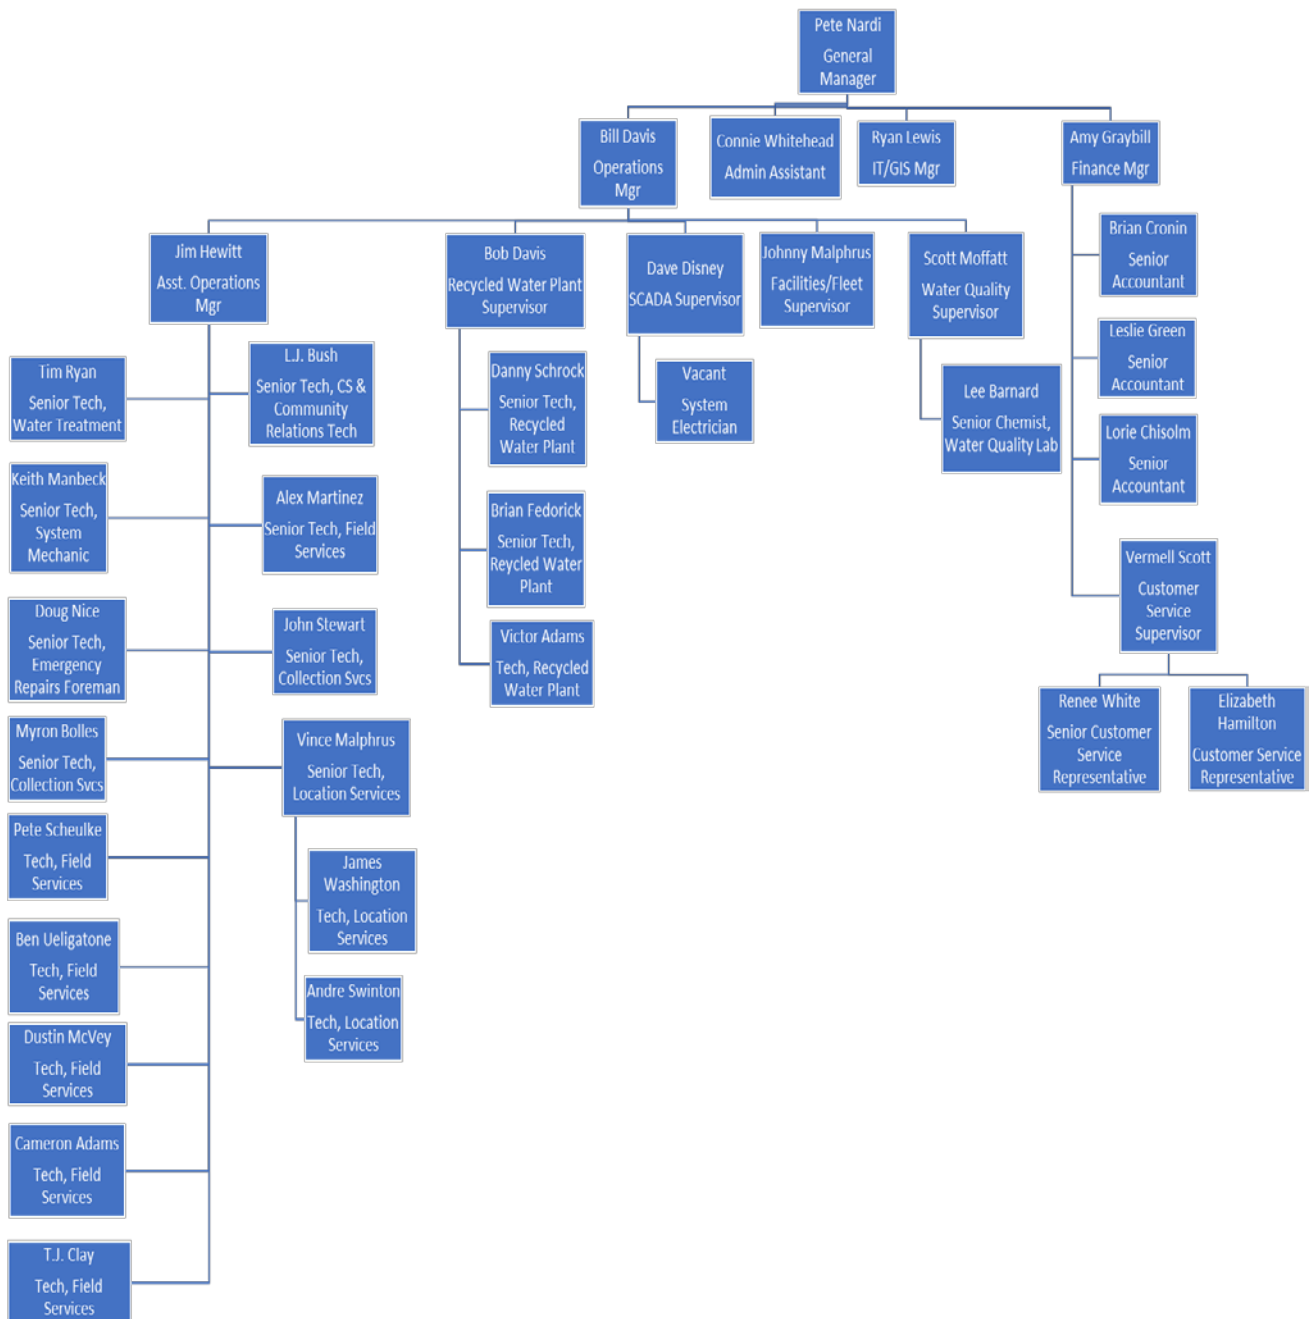 Pete Nardi
General
Manager
Bill Davis
Operations
Mgr
Connie Whitehead
Admin Assistant
Ryan Lewis
IT/GIS Mgr
Amy Graybill
Finance Mgr
Jim Hewitt
Asst. Operations
Mgr
Bob Davis
Recycled Water Plant
Supervisor
Dave Disney
SCADA Supervisor
Johnny Malphrus
Facilities/Fleet
Supervisor
Scott Moffatt
Water Quality
Supervisor
Brian Cronin
Senior
Accountant
Leslie Green
Senior
Accountant
Lorie Chisolm
Senior
Accountant
Vermell Scott
Customer
Service
Supervisor
Renee White
Senior Customer
Service
Representative
Elizabeth
Hamilton
Customer Service
Representative
Tim Ryan
Senior Tech,
Water Treatment
L.J. Bush
Senior Tech, CS &
Community
Relations Tech
Keith Manbeck
Senior Tech,
System
Mechanic
Alex Martinez
Senior Tech, Field
Services
Doug Nice
Senior Tech,
Emergency
Repairs Foreman
John Stewart
Senior Tech,
Collection Svcs
Myron Bolles
Senior Tech,
Collection Svcs
Vince Malphrus
Senior Tech,
Location Services
Pete Scheulke
Tech, Field
Services
James
Washington
Tech, Location
Services
Ben Ueligatone
Tech, Field
Services
Andre Swinton
Tech, Location
Services
Dustin McVey
Tech, Field
Services
Cameron Adams
Tech, Field
Services
T.J. Clay
Tech, Field
Services
Danny Schrock
Senior Tech,
Recycled
Water Plant
Brian Fedorick
Senior Tech,
Reycled Water
Plant
Victor Adams
Tech, Recycled
Water Plant
Vacant
System
Electrician
Lee Barnard
Senior Chemist,
Water Quality Lab